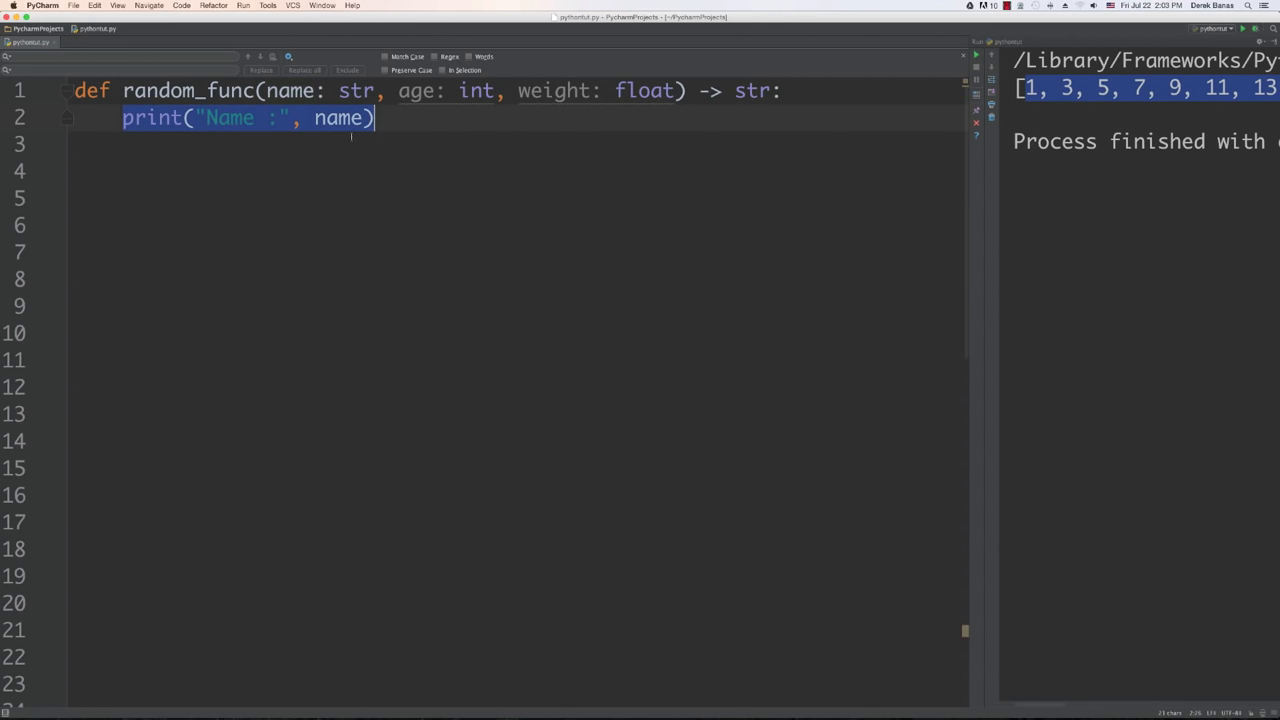 PyCharm File Edit View Navigate Code Refactor Run Tools VCS Window Help 10 Fri Jul 22 2:03 PM Derek Banas
pythontut.py - PycharmProjects - [~/PycharmProjects]
PycharmProjects pythontut.py pythontut
pythontut.py Run pythontut
Match Case Regex Words
Replace Replace all Exclude Preserve Case In Selection
1 def random_func(name: str, age: int, weight: float) -> str:
2 print("Name :", name)
3
4
5
6
7
8
9
10
11
12
13
14
15
16
17
18
19
20
21
22
23
/Library/Frameworks/Py
[1, 3, 5, 7, 9, 11, 13
Process finished with
21 chars 2:26 LF‡ UTF-8‡